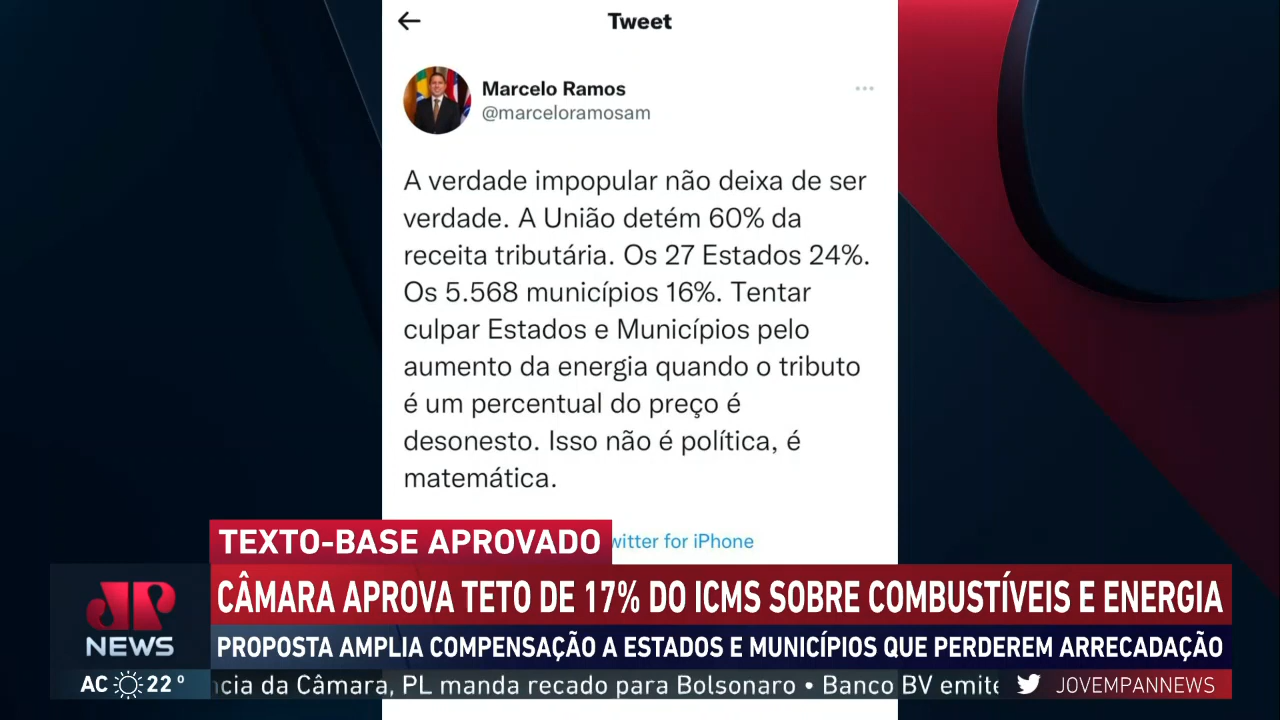 Tweet
Marcelo Ramos
@marceloramosam
A verdade impopular não deixa de ser
verdade. A União detém 60% da
receita tributária. Os 27 Estados 24%.
Os 5.568 municípios 16%. Tentar
culpar Estados e Municípios pelo
aumento da energia quando o tributo
é um percentual do preço é
desonesto. Isso não é política, é
matemática.
TEXTO-BASE APROVADO
witter for iPhone
CÂMARA APROVA TETO DE 17% DO ICMS SOBRE COMBUSTÍVEIS E ENERGIA
JP
NEWS
PROPOSTA AMPLIA COMPENSAÇÃO A ESTADOS E MUNICÍPIOS QUE PERDEREM ARRECADAÇÃO
AC 22° ncia da Câmara, PL manda recado para Bolsonaro • Banco BV emite JOVEMPANNEWS